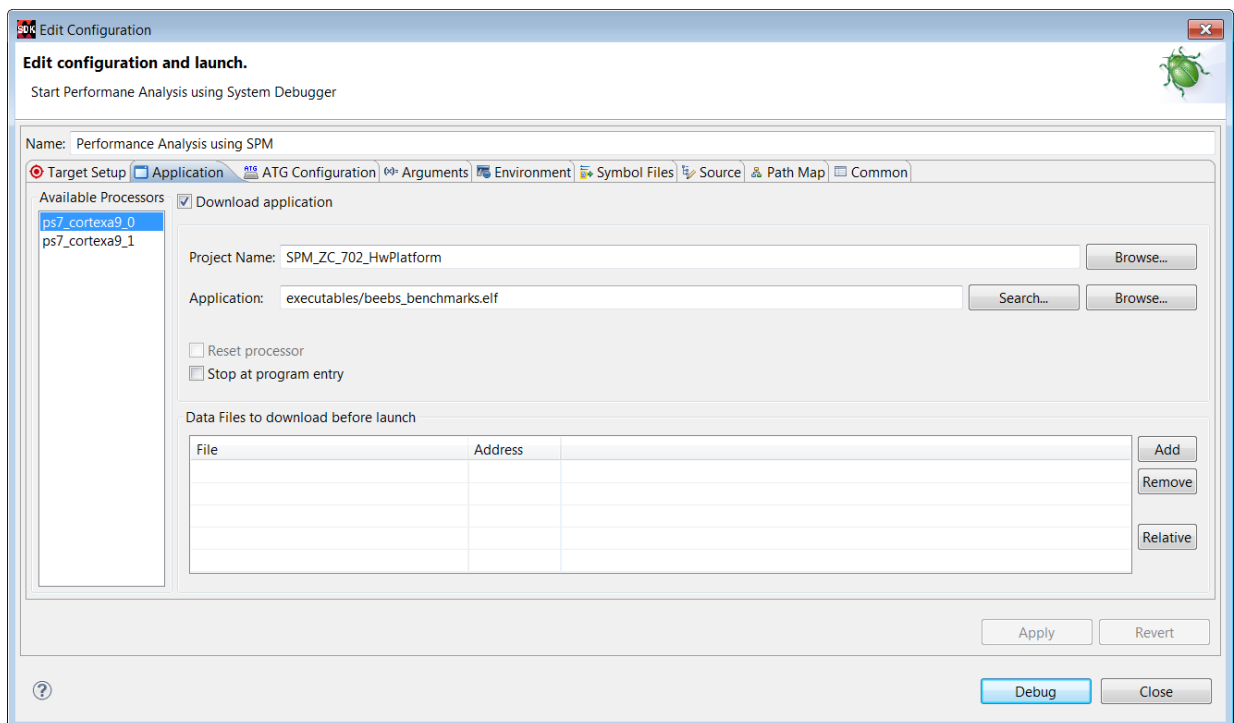 SDK Edit Configuration
Edit configuration and launch.
Start Performane Analysis using System Debugger
Name: Performance Analysis using SPM
Target Setup Application ATG ATG Configuration (x)= Arguments Environment Symbol Files Source Path Map Common
Available Processors
ps7_cortexa9_0
ps7_cortexa9_1
Download application
Project Name: SPM_ZC_702_HwPlatform Browse...
Application: executables/beebs_benchmarks.elf Search... Browse...
Reset processor
Stop at program entry
Data Files to download before launch
File Address
Add
Remove
Relative
Apply Revert
? Debug Close